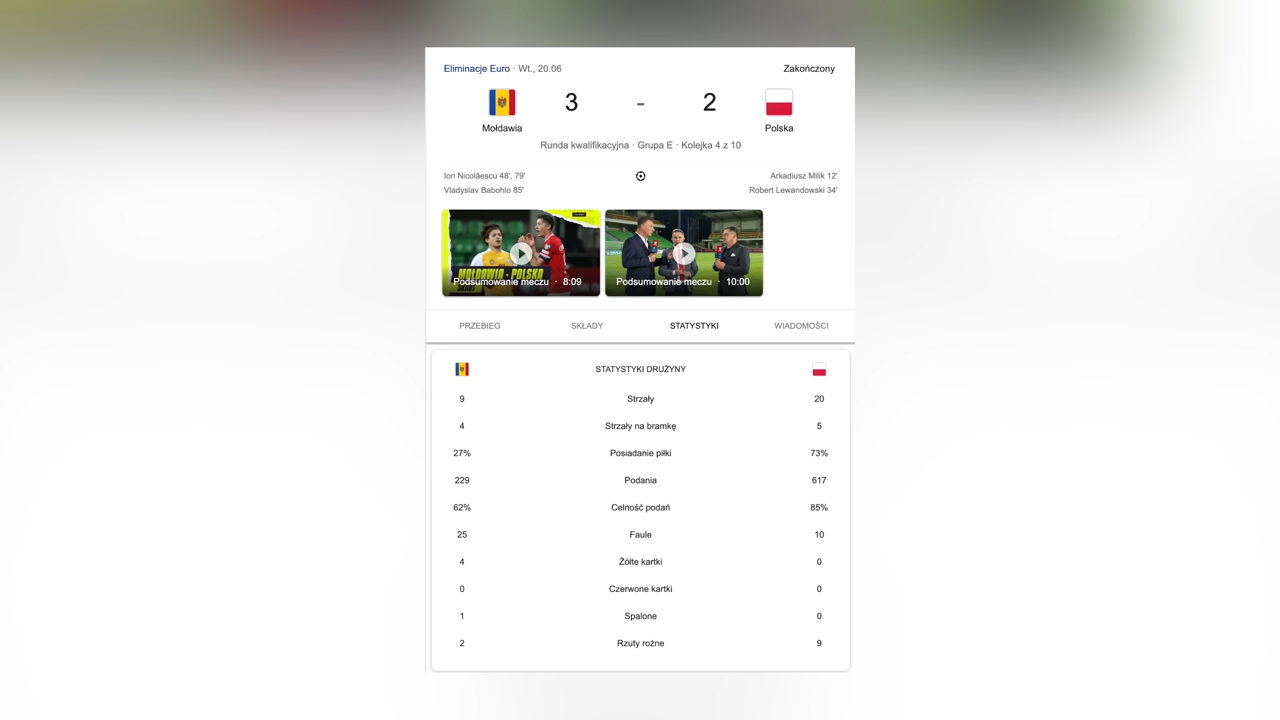 Eliminacje Euro · Wt., 20.06 Zakończony
3 - 2
Mołdawia Polska
Runda kwalifikacyjna · Grupa E · Kolejka 4 z 10
Ion Nicolăescu 48', 79' Arkadiusz Milik 12'
Vladyslav Babohlo 85' Robert Lewandowski 34'
MOŁDAWIA - POLSKA
Podsumowanie meczu · 8:09 Podsumowanie meczu · 10:00
PRZEBIEG SKŁADY STATYSTYKI WIADOMOŚCI
STATYSTYKI DRUŻYNY
9 Strzały 20
4 Strzały na bramkę 5
27% Posiadanie piłki 73%
229 Podania 617
62% Celność podań 85%
25 Faule 10
4 Żółte kartki 0
0 Czerwone kartki 0
1 Spalone 0
2 Rzuty rożne 9